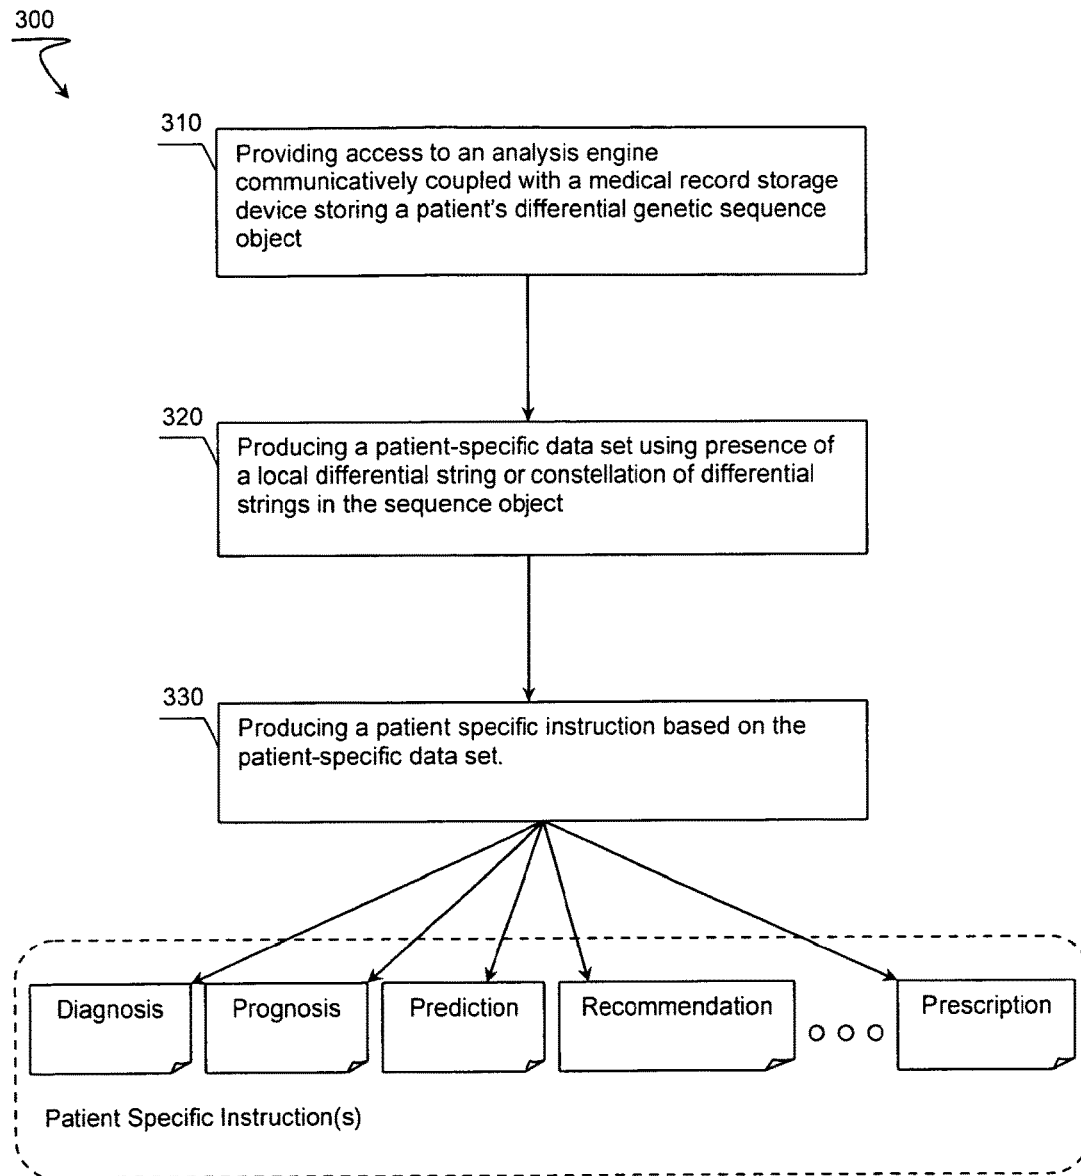 300
310
Providing access to an analysis engine
communicatively coupled with a medical record storage
device storing a patient's differential genetic sequence
object
320
Producing a patient-specific data set using presence of
a local differential string or constellation of differential
strings in the sequence object
330
Producing a patient specific instruction based on the
patient-specific data set.
Diagnosis
Prognosis
Prediction
Recommendation
Prescription
Patient Specific Instruction(s)